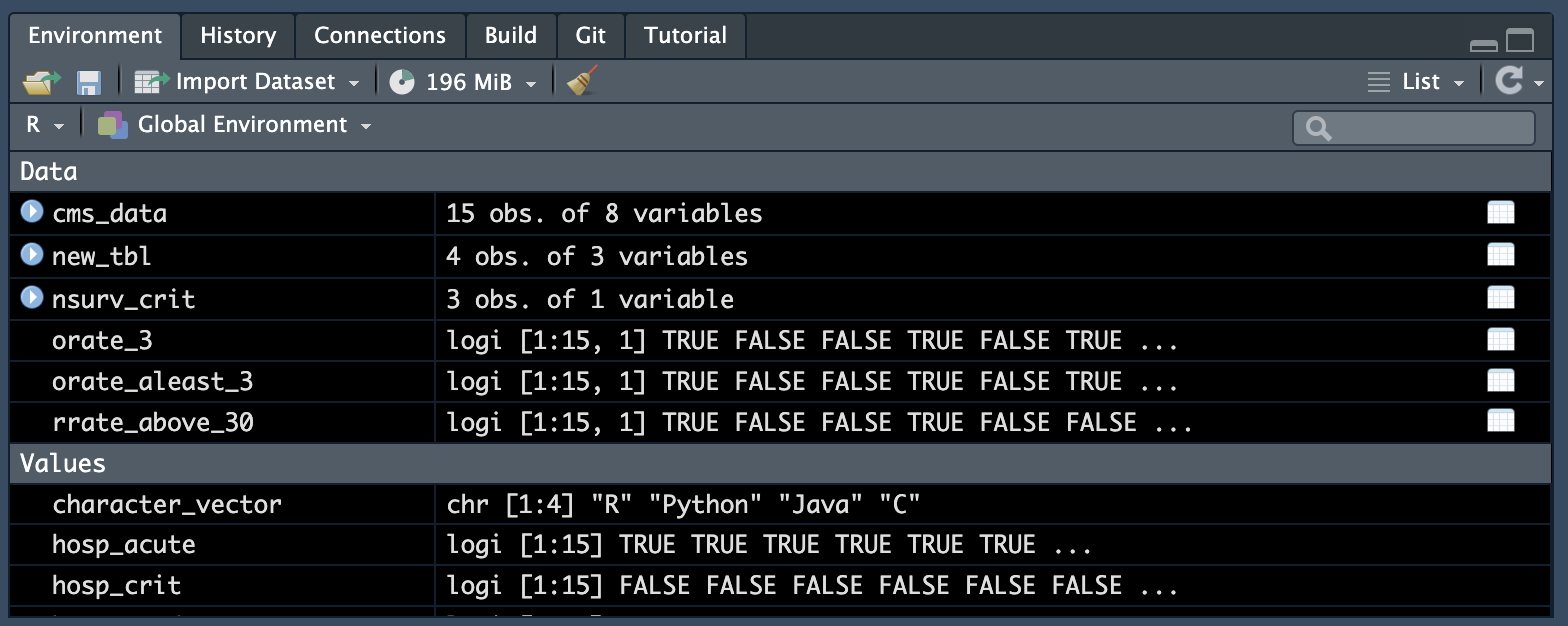 Environment History Connections Build Git Tutorial
Import Dataset 196 MiB List
R Global Environment
Data
cms_data 15 obs. of 8 variables
new_tbl 4 obs. of 3 variables
nsurv_crit 3 obs. of 1 variable
orate_3 logi [1:15, 1] TRUE FALSE FALSE TRUE FALSE TRUE ...
orate_aleast_3 logi [1:15, 1] TRUE FALSE FALSE TRUE FALSE TRUE ...
rrate_above_30 logi [1:15, 1] TRUE FALSE FALSE TRUE FALSE FALSE ...
Values
character_vector chr [1:4] "R" "Python" "Java" "C"
hosp_acute logi [1:15] TRUE TRUE TRUE TRUE TRUE TRUE ...
hosp_crit logi [1:15] FALSE FALSE FALSE FALSE FALSE FALSE ...